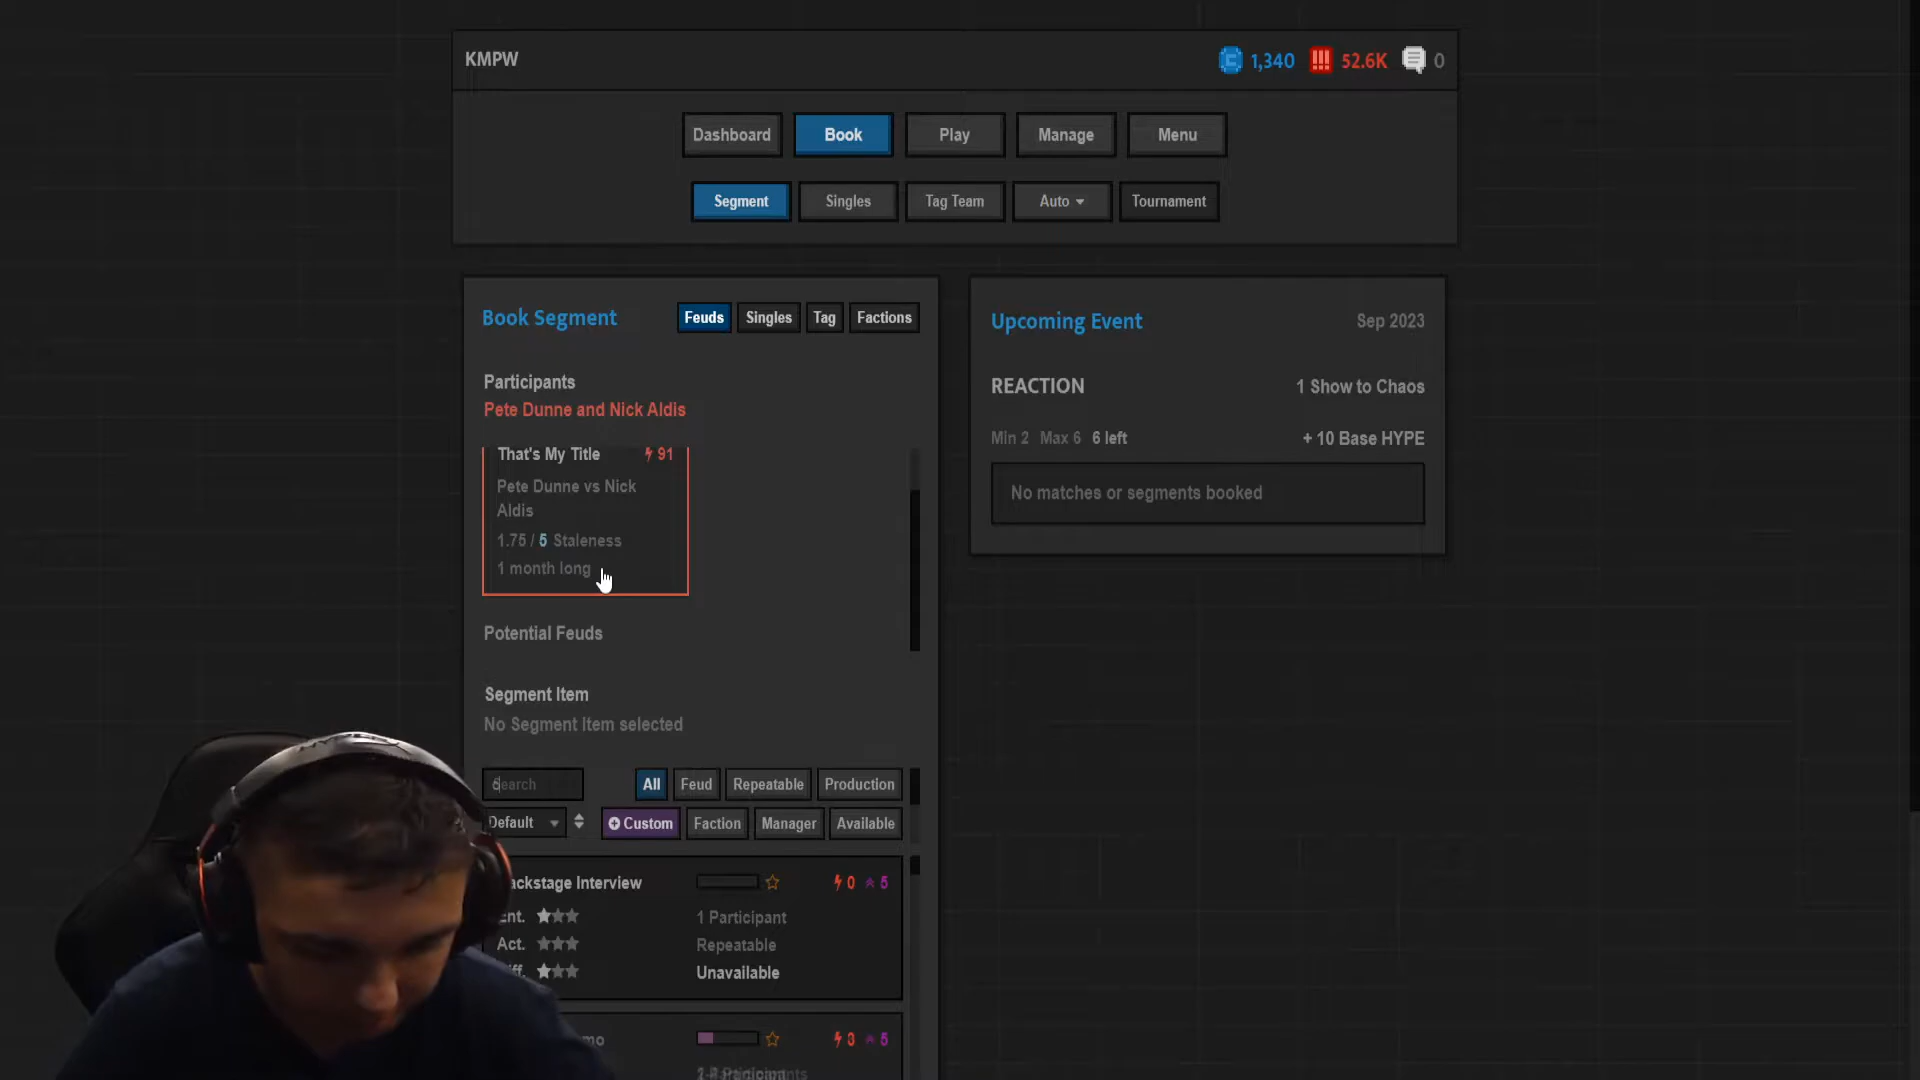 KMPW
1,340 52.6K 0
Dashboard Book Play Manage Menu
Segment Singles Tag Team Auto Tournament
Book Segment Feuds Singles Tag Factions
Participants
Pete Dunne and Nick Aldis
That's My Title 91
Pete Dunne vs Nick
Aldis
1.75 / 5 Staleness
1 month long
Potential Feuds
Segment Item
No Segment Item selected
Search All Feud Repeatable Production
Default Custom Faction Manager Available
ackstage Interview 0 5
Ent. 1 Participant
Act. Repeatable
iff. Unavailable
mo 3 5
Upcoming Event Sep 2023
REACTION 1 Show to Chaos
Min 2 Max 6 6 left + 10 Base HYPE
No matches or segments booked